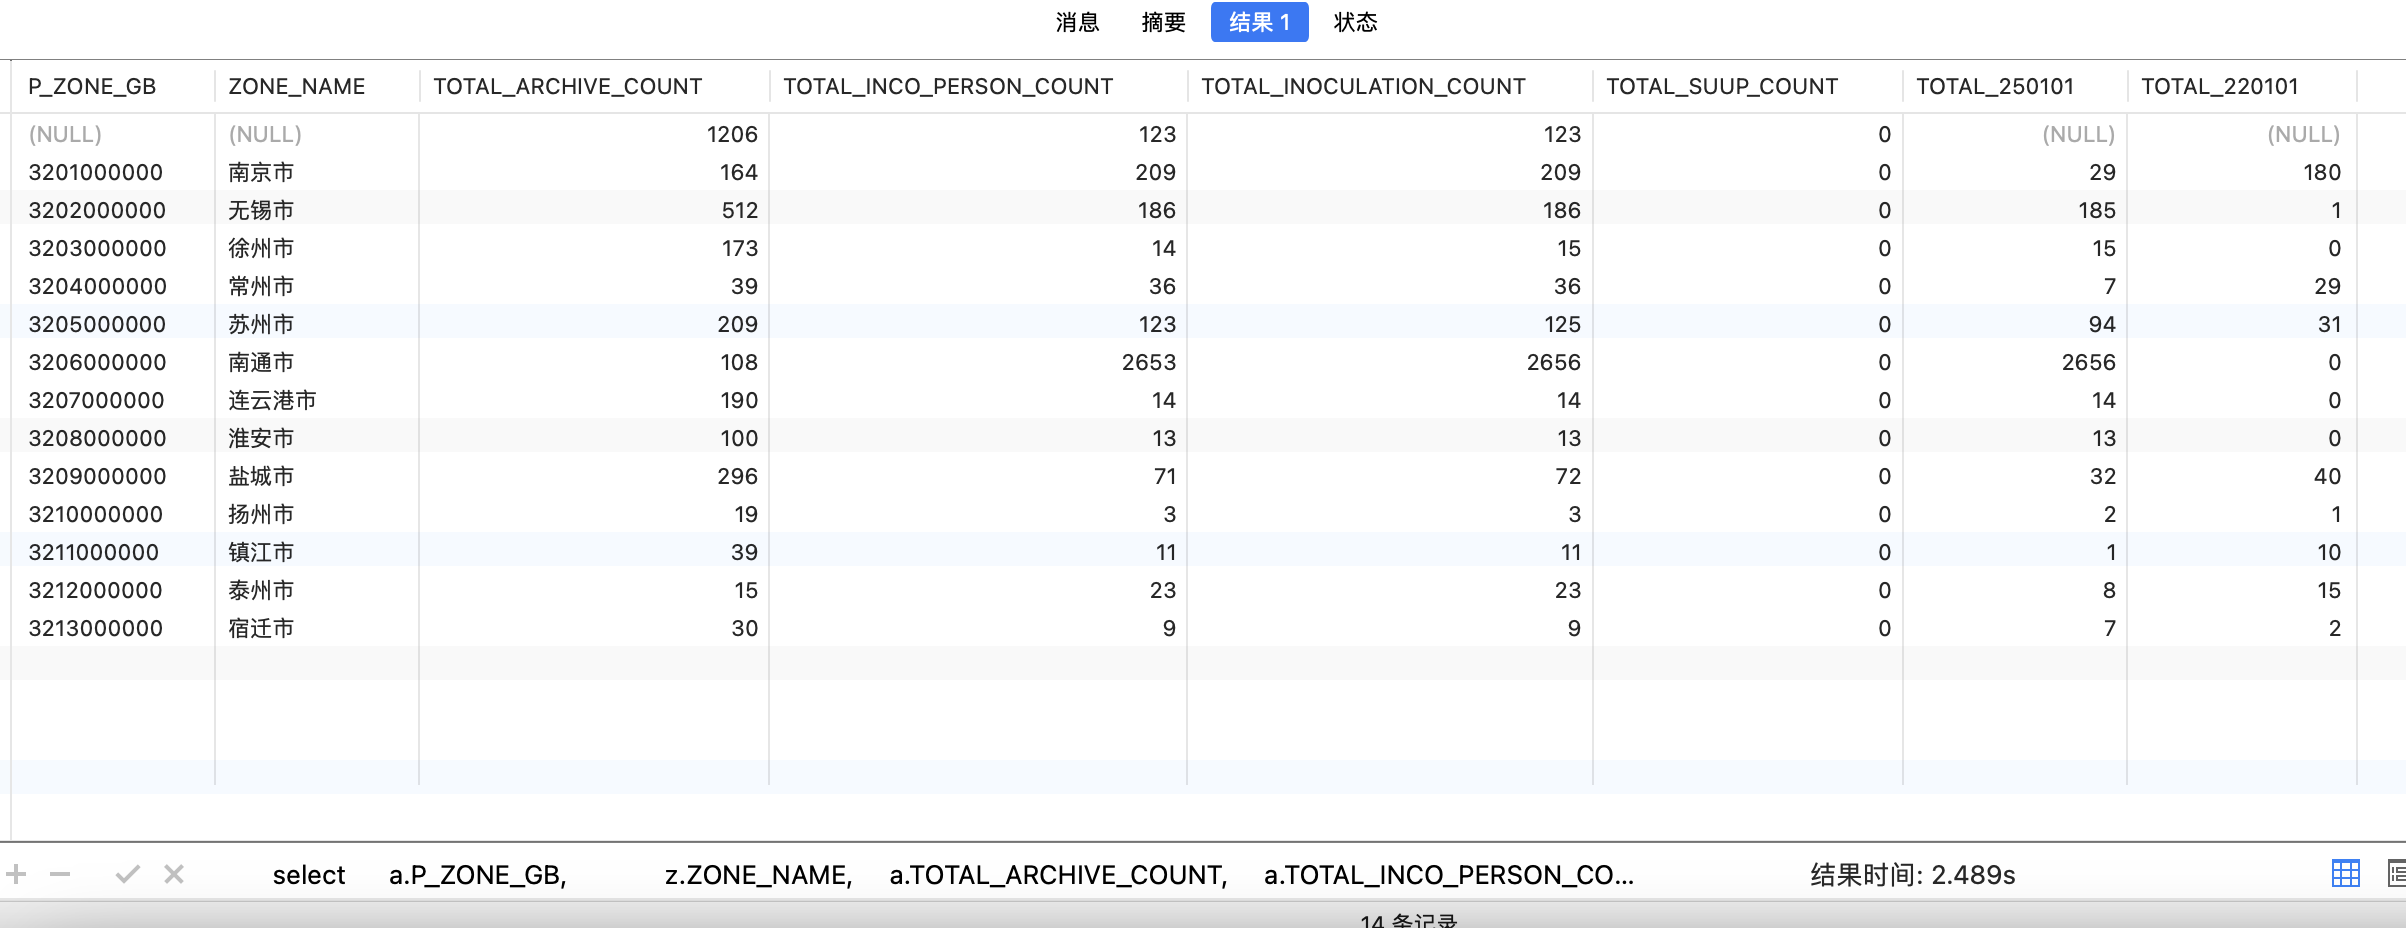 消息 摘要 结果 1 状态
P_ZONE_GB ZONE_NAME TOTAL_ARCHIVE_COUNT TOTAL_INCO_PERSON_COUNT TOTAL_INOCULATION_COUNT TOTAL_SUUP_COUNT TOTAL_250101 TOTAL_220101
(NULL) (NULL) 1206 123 123 0 (NULL) (NULL)
3201000000 南京市 164 209 209 0 29 180
3202000000 无锡市 512 186 186 0 185 1
3203000000 徐州市 173 14 15 0 15 0
3204000000 常州市 39 36 36 0 7 29
3205000000 苏州市 209 123 125 0 94 31
3206000000 南通市 108 2653 2656 0 2656 0
3207000000 连云港市 190 14 14 0 14 0
3208000000 淮安市 100 13 13 0 13 0
3209000000 盐城市 296 71 72 0 32 40
3210000000 扬州市 19 3 3 0 2 1
3211000000 镇江市 39 11 11 0 1 10
3212000000 泰州市 15 23 23 0 8 15
3213000000 宿迁市 30 9 9 0 7 2
select a.P_ZONE_GB, z.ZONE_NAME, a.TOTAL_ARCHIVE_COUNT, a.TOTAL_INCO_PERSON_CO... 结果时间: 2.489s
14 条记录